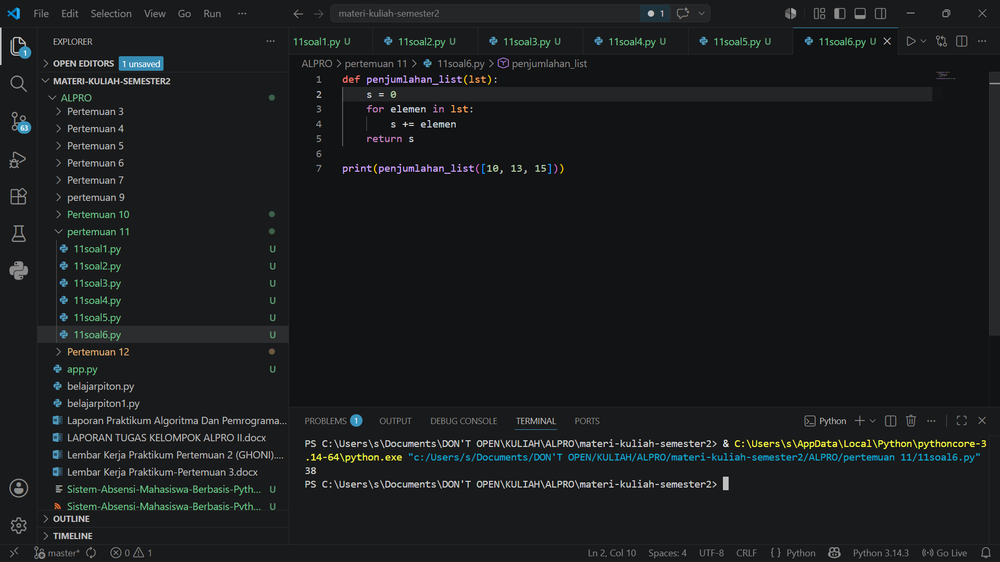 File Edit Selection View Go Run ···
materi-kuliah-semester2
1
EXPLORER
OPEN EDITORS 1 unsaved
MATERI-KULIAH-SEMESTER2
ALPRO
Pertemuan 3
Pertemuan 4
Pertemuan 5
Pertemuan 6
Pertemuan 7
pertemuan 9
Pertemuan 10
pertemuan 11
11soal1.py U
11soal2.py U
11soal3.py U
11soal4.py U
11soal5.py U
11soal6.py U
Pertemuan 12
app.py U
belajarpiton.py
belajarpiton1.py
Laporan Praktikum Algoritma Dan Pemrograma...
LAPORAN TUGAS KELOMPOK ALPRO II.docx
Lembar Kerja Praktikum Pertemuan 2 (GHONI)....
Lembar Kerja Praktikum-Pertemuan 3.docx
Sistem-Absensi-Mahasiswa-Berbasis-Pyth... U
Sistem-Absensi-Mahasiswa-Berbasis-Pyth... U
OUTLINE
TIMELINE
1
63
11soal1.py U 11soal2.py U 11soal3.py U 11soal4.py U 11soal5.py U 11soal6.py U
ALPRO > pertemuan 11 > 11soal6.py > penjumlahan_list
1 def penjumlahan_list(lst):
2 s = 0
3 for elemen in lst:
4 s += elemen
5 return s
6
7 print(penjumlahan_list([10, 13, 15]))
PROBLEMS 1 OUTPUT DEBUG CONSOLE TERMINAL PORTS
Python
PS C:\Users\s\Documents\DON'T OPEN\KULIAH\ALPRO\materi-kuliah-semester2> & C:\Users\s\AppData\Local\Python\pythoncore-3
.14-64\python.exe "c:/Users/s/Documents/DON'T OPEN/KULIAH/ALPRO/materi-kuliah-semester2/ALPRO/pertemuan 11/11soal6.py"
38
PS C:\Users\s\Documents\DON'T OPEN\KULIAH\ALPRO\materi-kuliah-semester2>
master* 0 1 Ln 2, Col 10 Spaces: 4 UTF-8 CRLF { } Python Python 3.14.3 Go Live